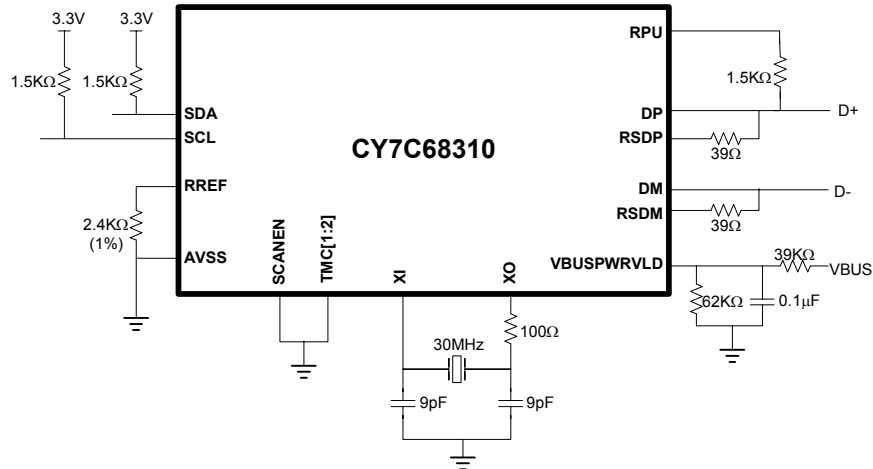 3.3V 3.3V
RPU
1.5KΩ 1.5KΩ
1.5KΩ
SDA
DP
D+
SCL
CY7C68310
RSDP
39Ω
RREF
DM
D-
RSDM
2.4KΩ
(1%)
39Ω
AVSS
SCANEN
TMC[1:2]
XI
XO
VBUSPWRVLD
39KΩ
VBUS
62KΩ
0.1µF
100Ω
30MHz
9pF
9pF